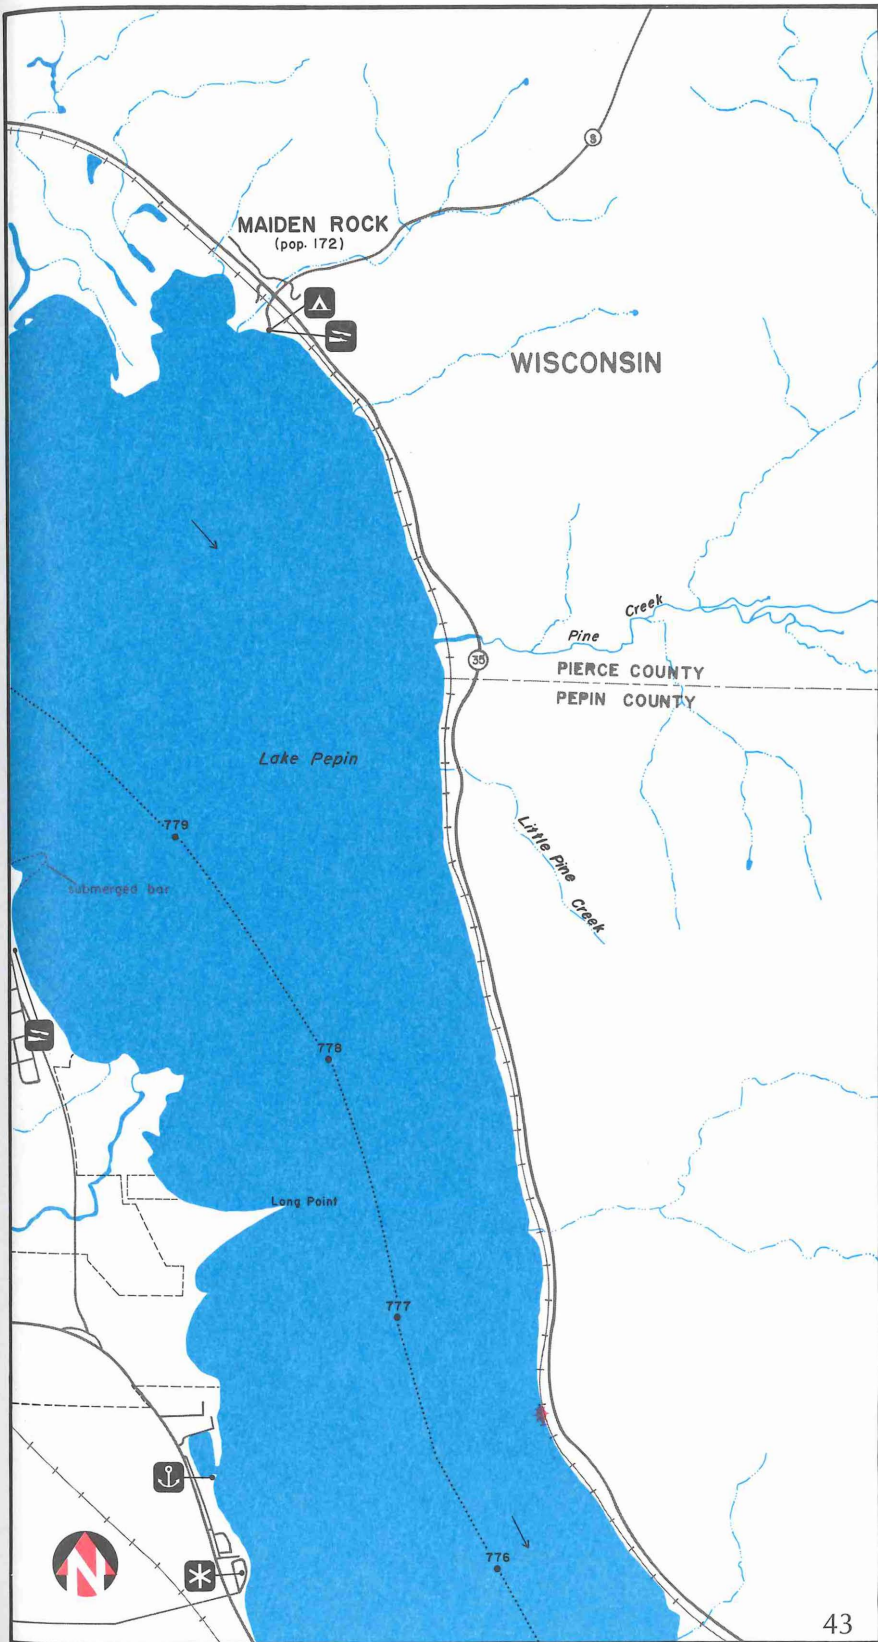 S
MAIDEN ROCK
(pop. 172)
WISCONSIN
Pine Creek
35
PIERCE COUNTY
PEPIN COUNTY
Lake Pepin
779
Little Pine Creek
submerged bar
778
Long Point
777
776
N
43